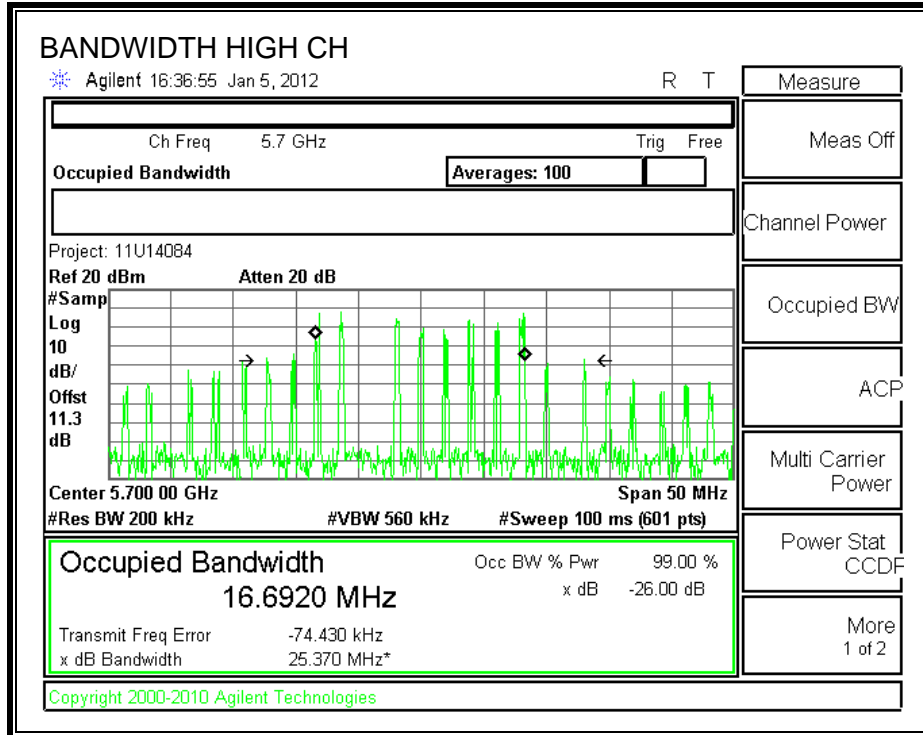 BANDWIDTH HIGH CH
Agilent 16:36:55 Jan 5, 2012 R T
Ch Freq 5.7 GHz Trig Free
Occupied Bandwidth Averages: 100
Project: 11U14084
Ref 20 dBm Atten 20 dB
#Samp
Log
10
dB/
Offst
11.3
dB
Center 5.700 00 GHz Span 50 MHz
#Res BW 200 kHz #VBW 560 kHz #Sweep 100 ms (601 pts)
Occupied Bandwidth Occ BW % Pwr 99.00 %
16.6920 MHz x dB -26.00 dB
Transmit Freq Error -74.430 kHz
x dB Bandwidth 25.370 MHz*
Copyright 2000-2010 Agilent Technologies
Measure
Meas Off
Channel Power
Occupied BW
ACP
Multi Carrier
Power
Power Stat
CCDF
More
1 of 2